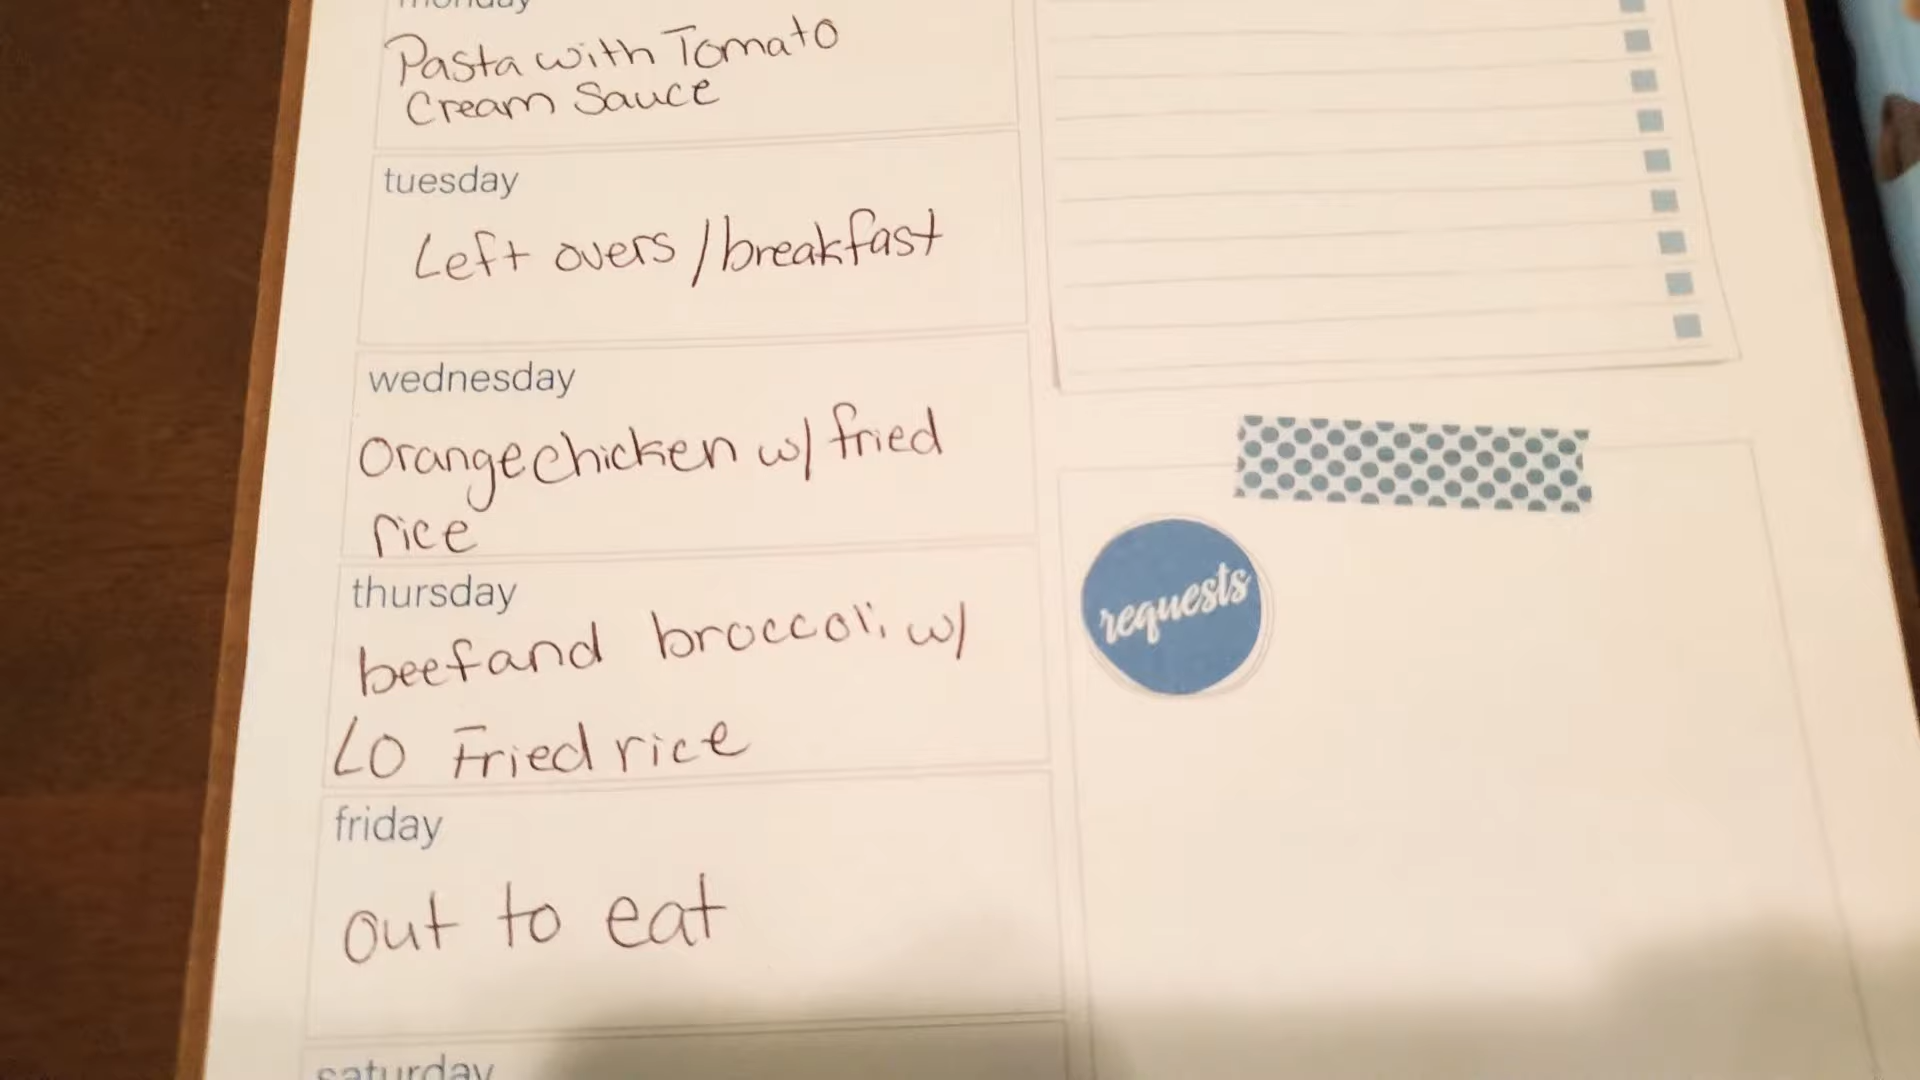 monday
Pasta with Tomato
Cream Sauce
tuesday
Left overs / breakfast
wednesday
Orange chicken w/ fried
rice
thursday
beef and broccoli w/
LO Fried rice
friday
out to eat
saturday
requests